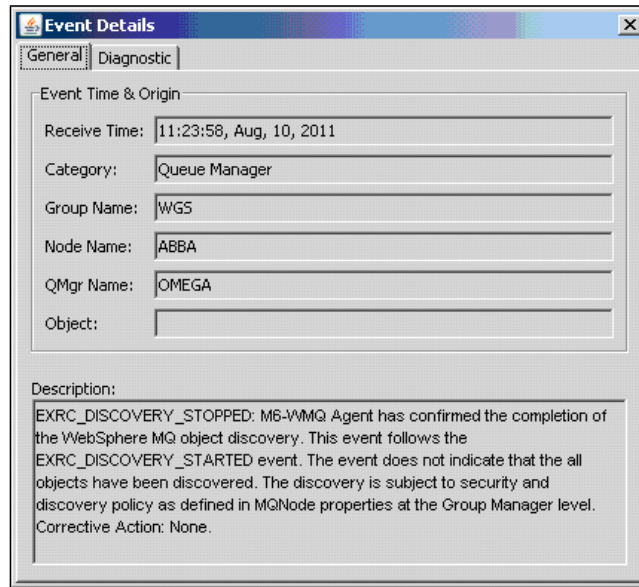 Event Details
General Diagnostic
Event Time & Origin
Receive Time: 11:23:58, Aug, 10, 2011
Category: Queue Manager
Group Name: WGS
Node Name: ABBA
QMgr Name: OMEGA
Object:
Description:
EXRC_DISCOVERY_STOPPED: M6-WMQ Agent has confirmed the completion of
the WebSphere MQ object discovery. This event follows the
EXRC_DISCOVERY_STARTED event. The event does not indicate that the all
objects have been discovered. The discovery is subject to security and
discovery policy as defined in MQNode properties at the Group Manager level.
Corrective Action: None.